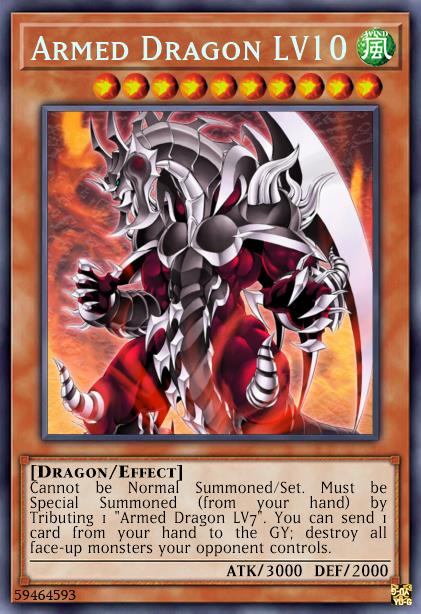 ARMED DRAGON LV10
WIND
風
[DRAGON/EFFECT]
Cannot be Normal Summoned/Set. Must be
Special Summoned (from your hand) by
Tributing 1 "Armed Dragon LV7". You can send 1
card from your hand to the GY; destroy all
face-up monsters your opponent controls.
ATK/3000 DEF/2000
59464593